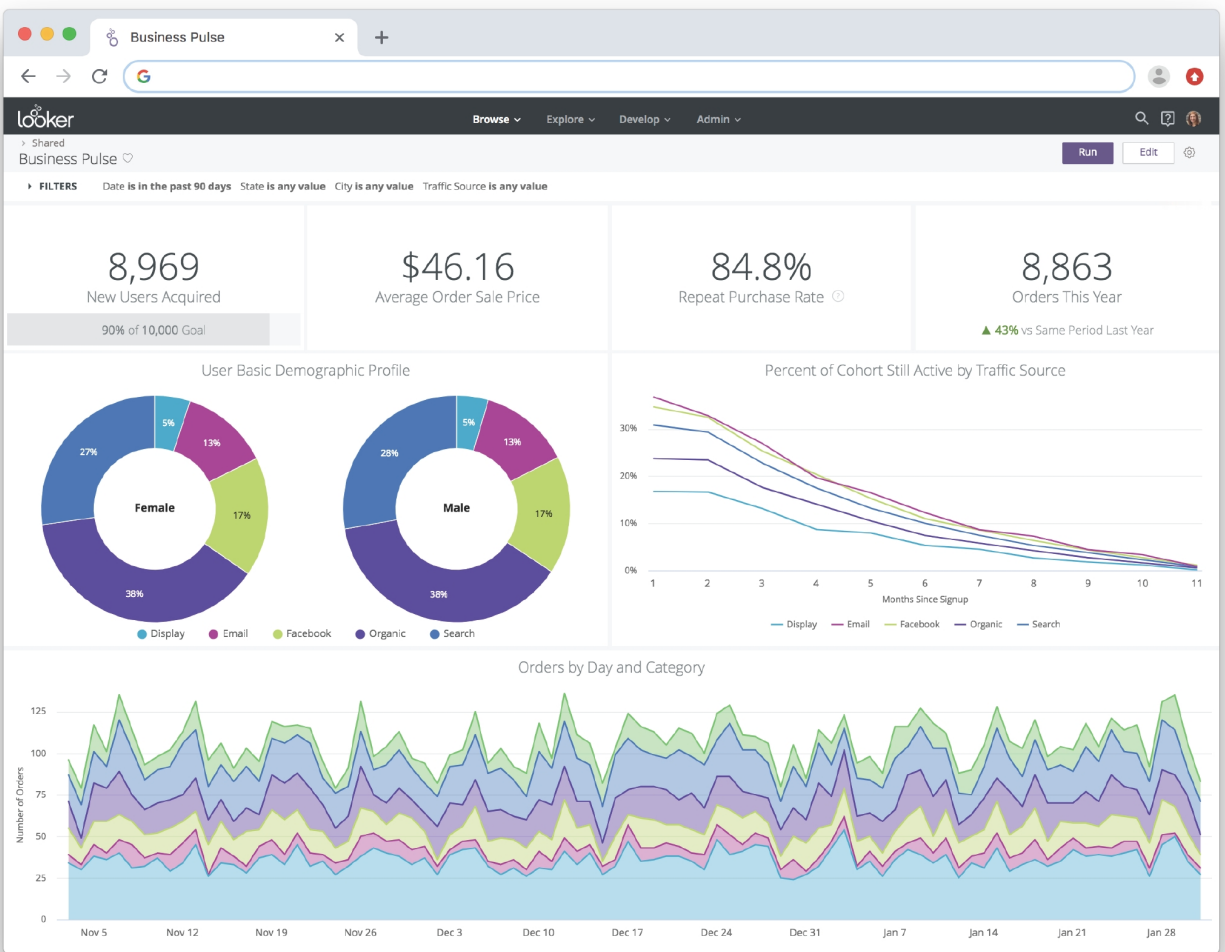 Business Pulse
looker
Browse Explore Develop Admin
Shared
Business Pulse
Run Edit
FILTERS Date is in the past 90 days State is any value City is any value Traffic Source is any value
8,969
New Users Acquired
90% of 10,000 Goal
$46.16
Average Order Sale Price
84.8%
Repeat Purchase Rate
8,863
Orders This Year
43% vs Same Period Last Year
User Basic Demographic Profile
5%
13%
17%
38%
27%
Female
5%
13%
17%
38%
28%
Male
Display Email Facebook Organic Search
Percent of Cohort Still Active by Traffic Source
30%
20%
10%
0%
1 2 3 4 5 6 7 8 9 10 11
Months Since Signup
Display Email Facebook Organic Search
Orders by Day and Category
Number of Orders
125
100
75
50
25
0
Nov 5 Nov 12 Nov 19 Nov 26 Dec 3 Dec 10 Dec 17 Dec 24 Dec 31 Jan 7 Jan 14 Jan 21 Jan 28